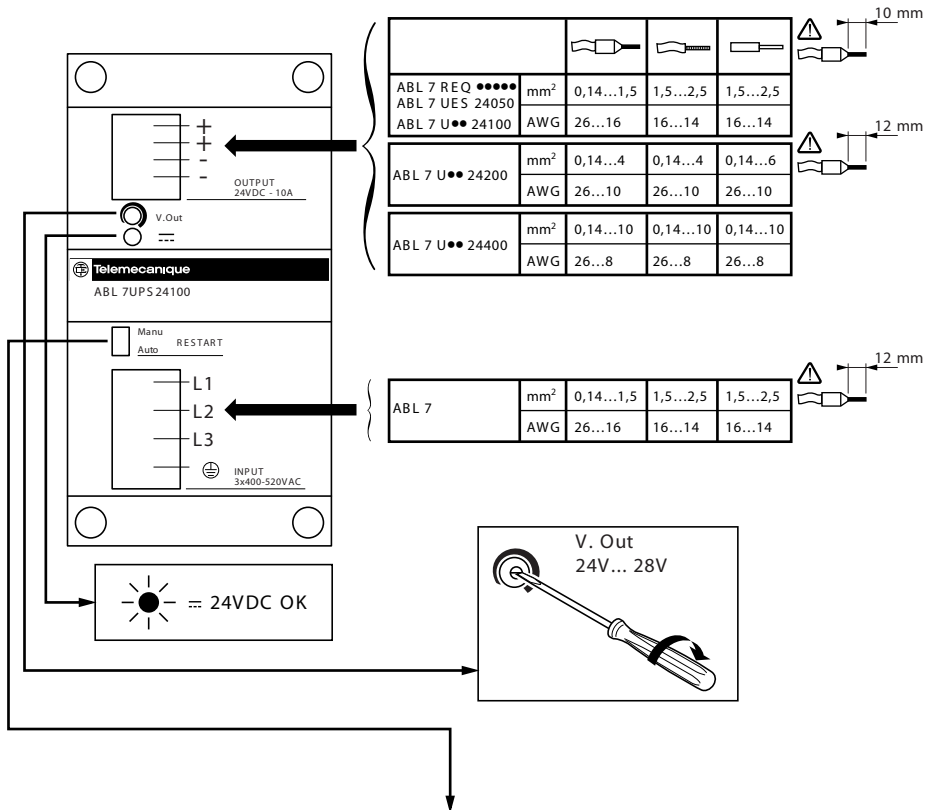 10 mm
ABL 7 REQ ●●●●●
ABL 7 UES 24050
ABL 7 U●● 24100
mm² 0,14...1,5 1,5...2,5 1,5...2,5
AWG 26...16 16...14 16...14
12 mm
ABL 7 U●● 24200
mm² 0,14...4 0,14...4 0,14...6
AWG 26...10 26...10 26...10
ABL 7 U●● 24400
mm² 0,14...10 0,14...10 0,14...10
AWG 26...8 26...8 26...8
+
+
-
-
OUTPUT
24VDC - 10A
V.Out
Telemecanique
ABL 7UPS24100
Manu
Auto
RESTART
L1
L2
L3
INPUT
3x400-520VAC
12 mm
ABL 7
mm² 0,14...1,5 1,5...2,5 1,5...2,5
AWG 26...16 16...14 16...14
24VDC OK
V. Out
24V... 28V